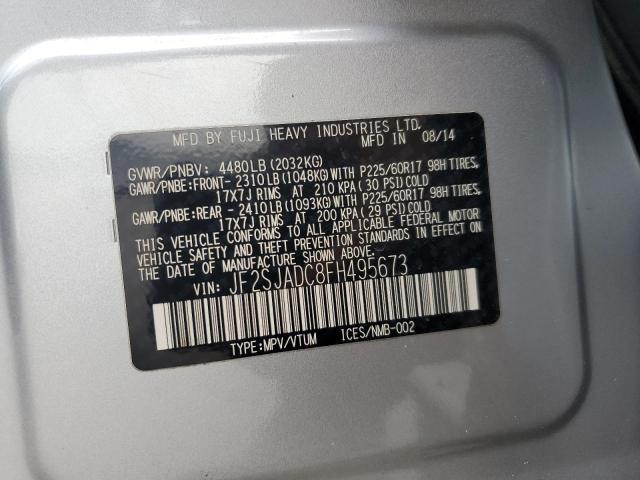 MFD BY FUJI HEAVY INDUSTRIES LTD.
MFD IN 08/14
GVWR/PNBV: 4480LB(2032KG)
GAWR/PNBE:FRONT- 2310LB(1048KG)WITH P225/60R17 98H TIRES,
17X7J RIMS AT 210 KPA(30 PSI) COLD
GAWR/PNBE:REAR - 2410LB(1093KG)WITH P225/60R17 98H TIRES,
17X7J RIMS AT 200 KPA(29 PSI) COLD
THIS VEHICLE CONFORMS TO ALL APPLICABLE FEDERAL MOTOR
VEHICLE SAFETY AND THEFT PREVENTION STANDARDS IN EFFECT ON
THE DATE OF MANUFACTURE SHOWN ABOVE.
VIN: JF2SJADC8FH495673
TYPE:MPV/VTUM ICES/NMB-002